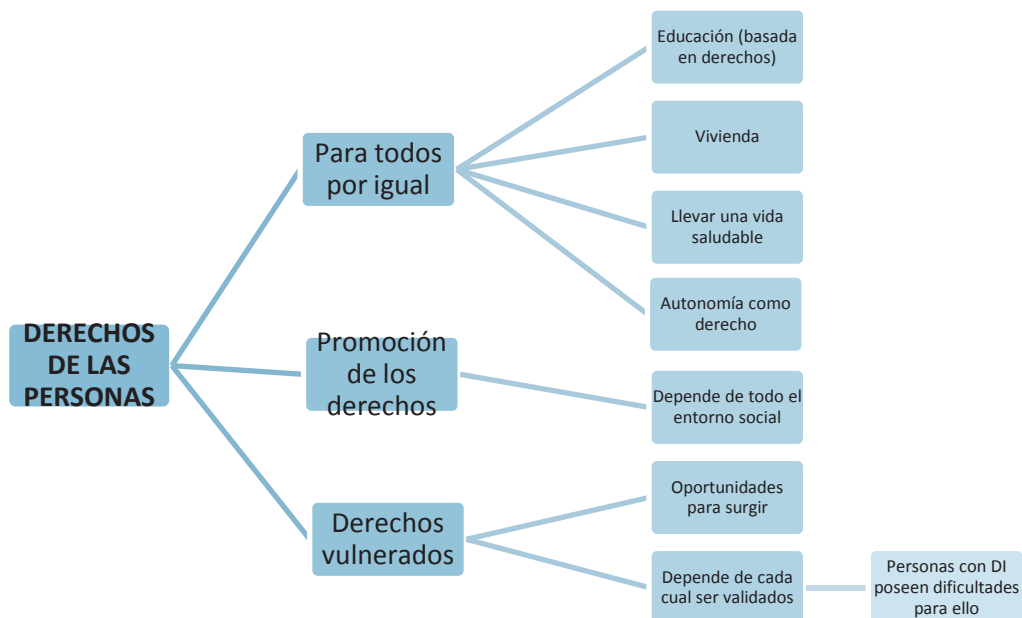 Educación (basada
en derechos)
Vivienda
Para todos
por igual
Llevar una vida
saludable
Autonomía como
derecho
DERECHOS
DE LAS
PERSONAS
Promoción
de los
derechos
Depende de todo el
entorno social
Oportunidades
para surgir
Derechos
vulnerados
Depende de cada
cual ser validados
Personas con DI
poseen dificultades
para ello